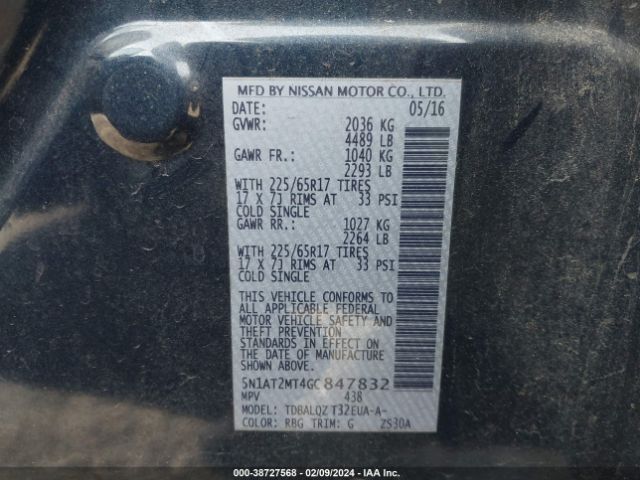 MFD BY NISSAN MOTOR CO., LTD.
DATE: 05/16
GVWR: 2036 KG
4489 LB
GAWR FR.: 1040 KG
2293 LB
WITH 225/65R17 TIRES
17 X 7J RIMS AT 33 PSI
COLD SINGLE
GAWR RR.: 1027 KG
2264 LB
WITH 225/65R17 TIRES
17 X 7J RIMS AT 33 PSI
COLD SINGLE
THIS VEHICLE CONFORMS TO
ALL APPLICABLE FEDERAL
MOTOR VEHICLE SAFETY AND
THEFT PREVENTION
STANDARDS IN EFFECT ON
THE DATE OF MANUFACTURE
SHOWN ABOVE.
5N1AT2MT4GC847832
MPV 438
MODEL: TDBALQZ T32EUA-A-
COLOR: RBG TRIM: G ZS30A
000-38727568 - 02/09/2024 - IAA Inc.